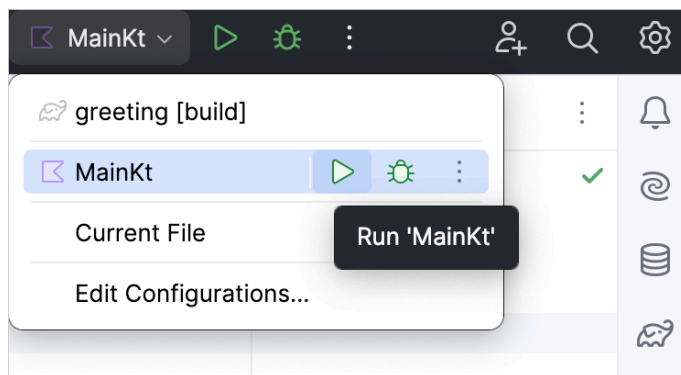 MainKt
greeting [build]
MainKt
Current File
Run 'MainKt'
Edit Configurations...